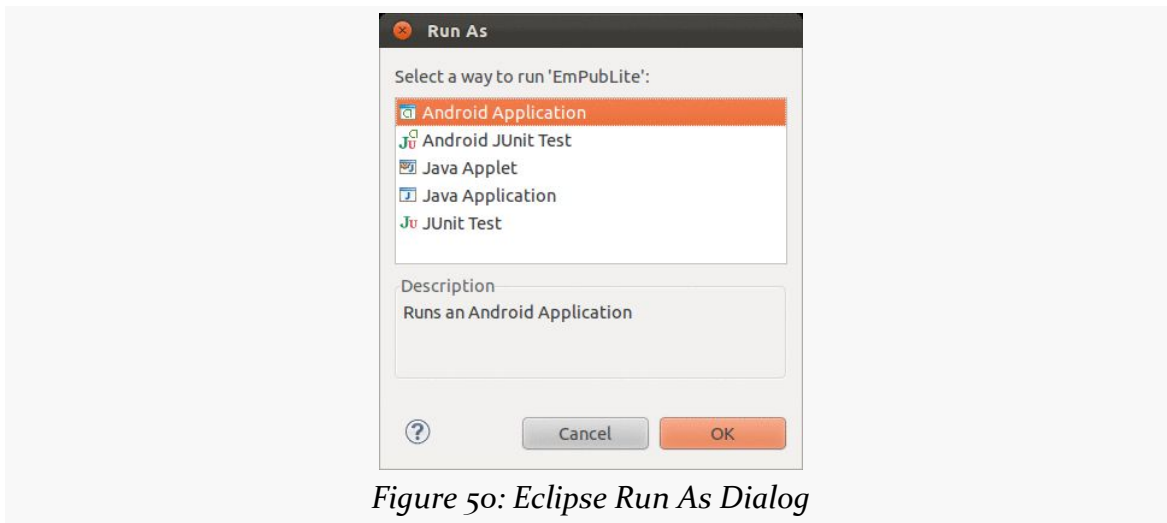 Run As
Select a way to run 'EmPubLite':
Android Application
Android JUnit Test
Java Applet
Java Application
JUnit Test
Description
Runs an Android Application
Cancel
OK
Figure 50: Eclipse Run As Dialog